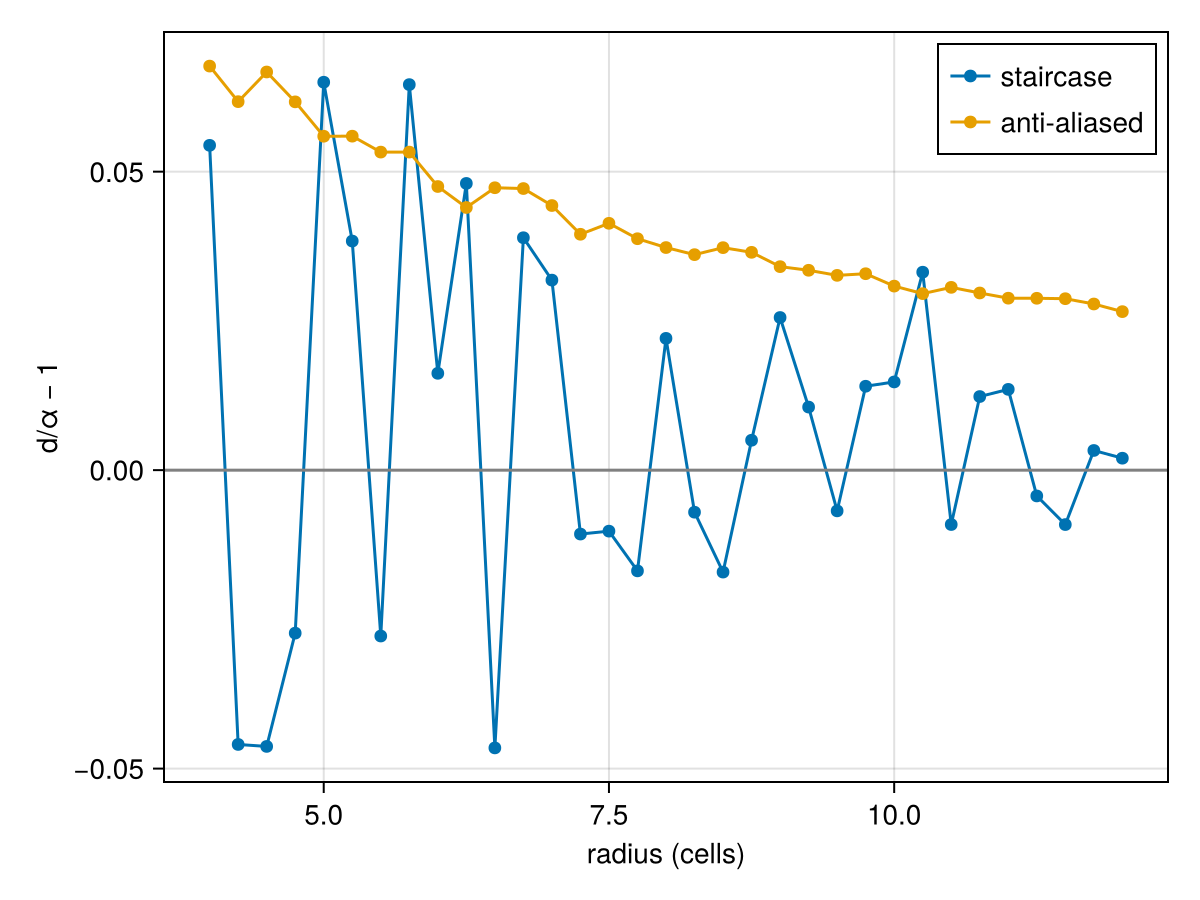 staircase
anti-aliased
0.05
0.00
−0.05
d/α − 1
5.0
7.5
10.0
radius (cells)